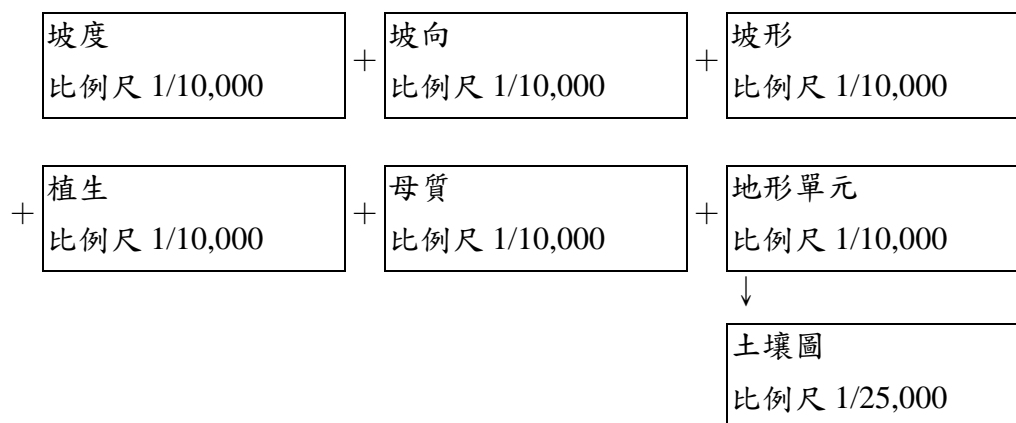 坡度
比例尺 1/10,000
+
坡向
比例尺 1/10,000
+
坡形
比例尺 1/10,000
+
植生
比例尺 1/10,000
+
母質
比例尺 1/10,000
+
地形單元
比例尺 1/10,000
↓
土壤圖
比例尺 1/25,000